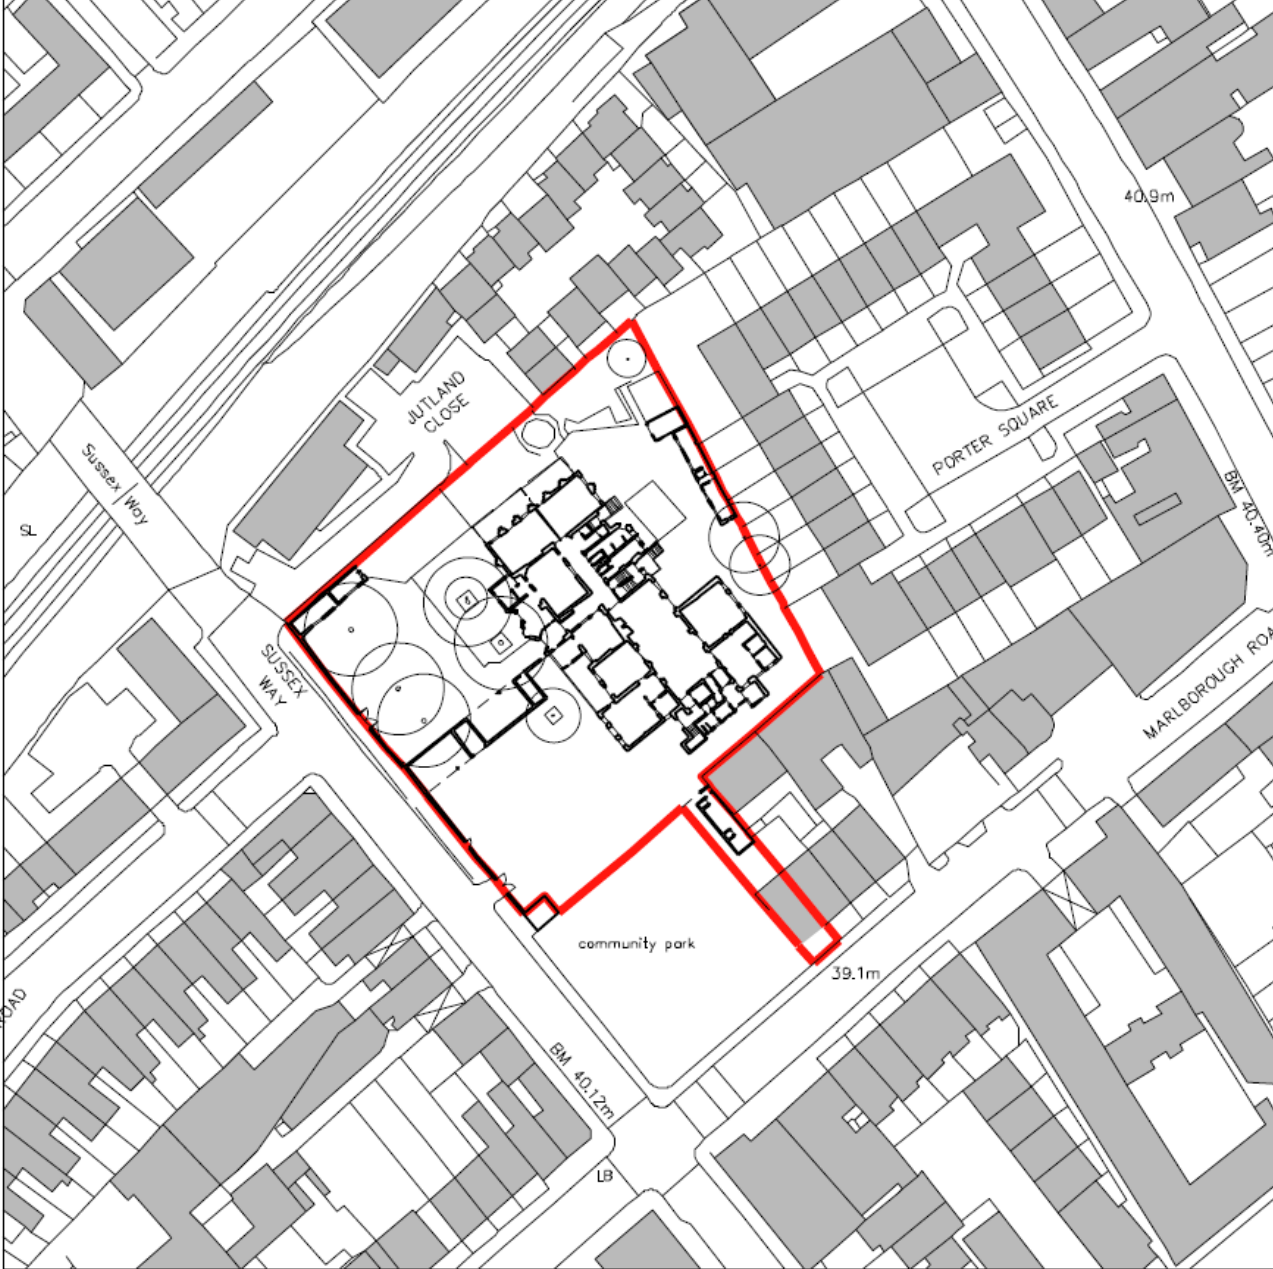 40.9m
JUTLAND
CLOSE
PORTER SQUARE
Sussex Way
BM 40.40m
SL
SUSSEX
WAY
MARLBOROUGH ROA
community park
39.1m
OAD
BM 40.12m
LB